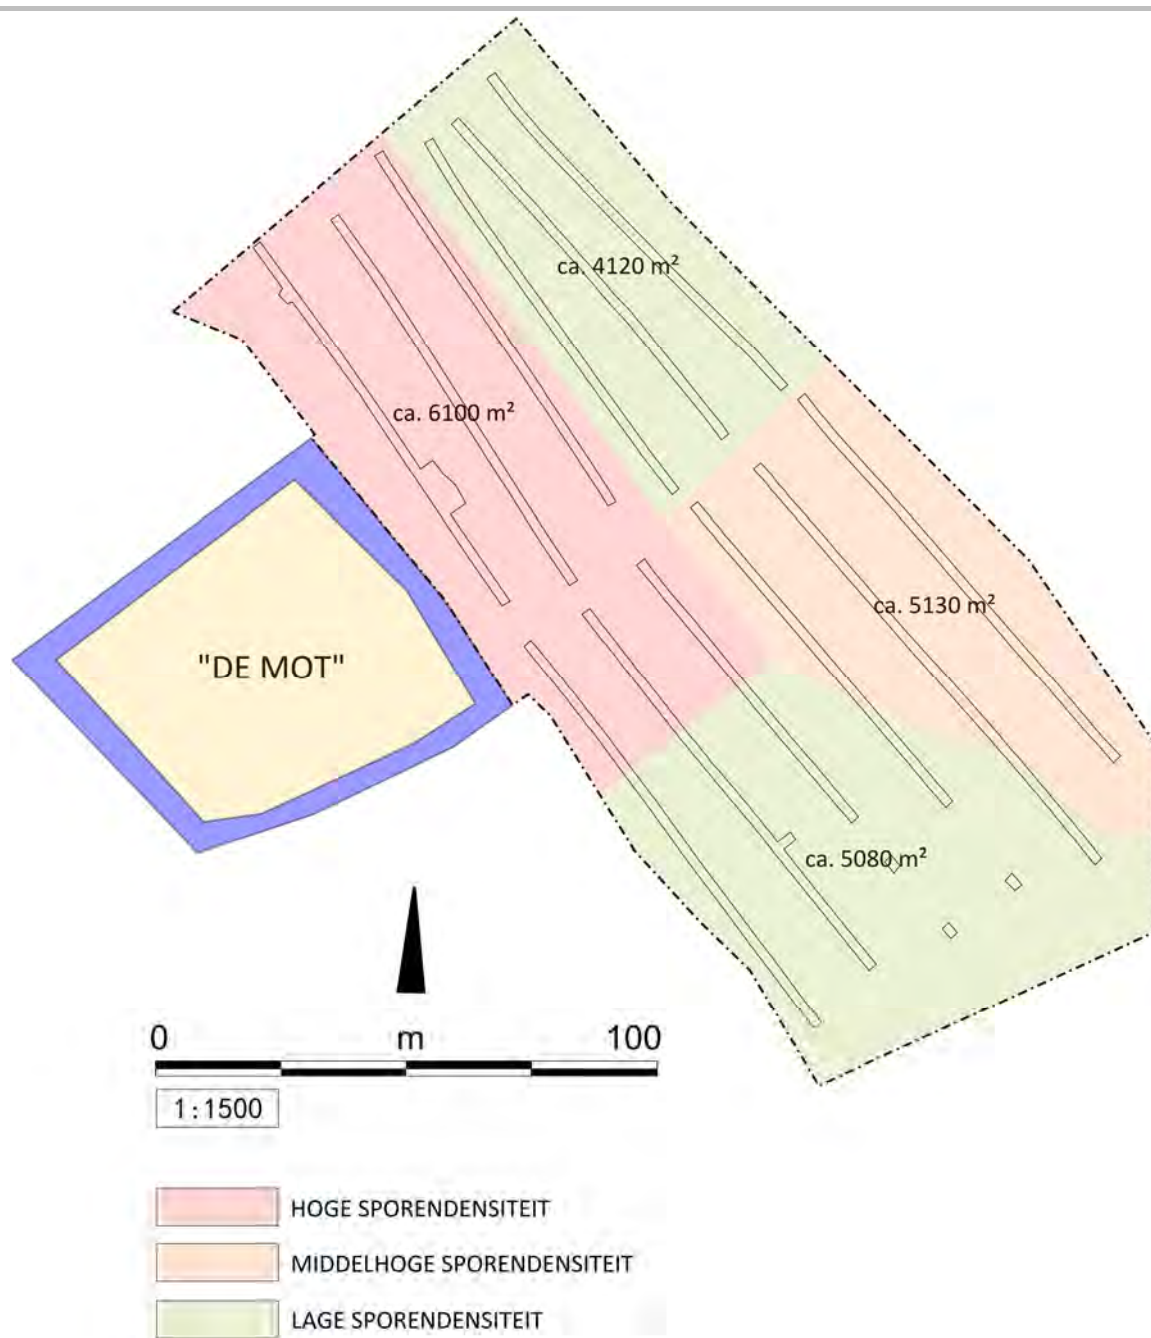 ca. 4120 m²
ca. 6100 m²
ca. 5130 m²
"DE MOT"
ca. 5080 m²
0 m 100
1:1500
HOGE SPORENDENSITEIT
MIDDELHOGE SPORENDENSITEIT
LAGE SPORENDENSITEIT